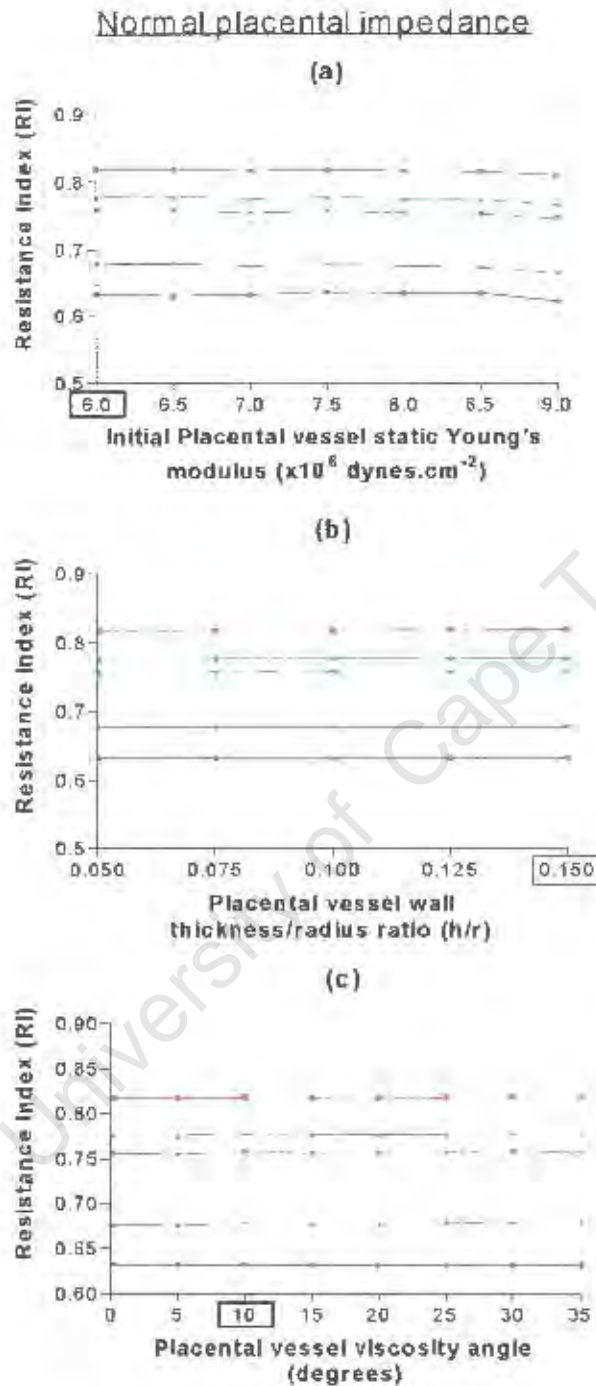 Normal placental impedance
(a)
Resistance Index (RI)
0.9
0.8
0.7
0.6
0.5
6.0 6.5 7.0 7.5 8.0 8.5 9.0
Initial Placental vessel static Young's
modulus (x10⁶ dynes.cm⁻²)
(b)
Resistance Index (RI)
0.9
0.8
0.7
0.6
0.5
0.050 0.075 0.100 0.125 0.150
Placental vessel wall
thickness/radius ratio (h/r)
(c)
Resistance Index (RI)
0.90
0.85
0.80
0.75
0.70
0.65
0.60
0 5 10 15 20 25 30 35
Placental vessel viscosity angle
(degrees)
University of Cape T